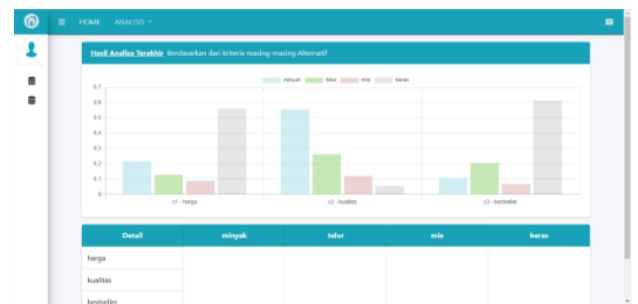 HOME ANALISIS
Hasil Analisa Terakhir Berdasarkan dari kriteria masing-masing Alternatif
minyak telur mie beras
0.7
0.6
0.5
0.4
0.3
0.2
0.1
0
c1 - harga c2 - kualitas c3 - bestseller
Detail minyak telur mie beras
harga
kualitas
bestseller